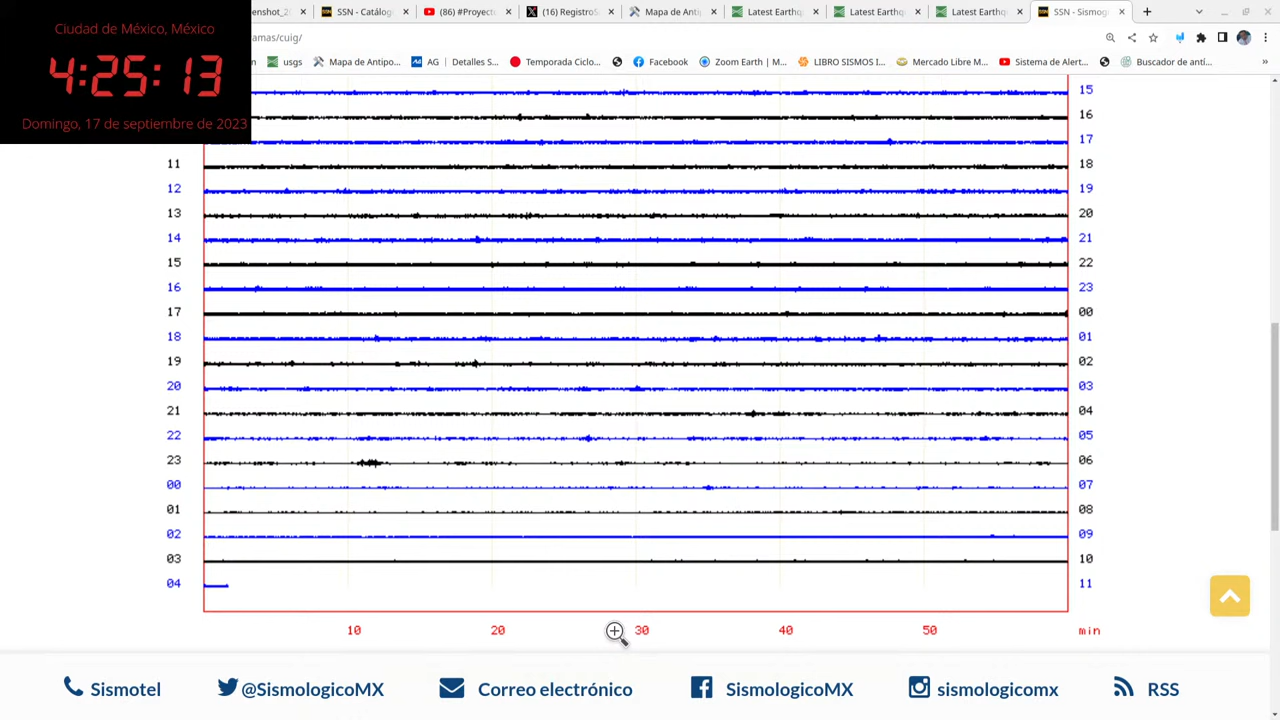 Ciudad de México, México
4:25:13
Domingo, 17 de septiembre de 2023
SSN - Catálog
(86) #Proyecto
(16) RegistroS
Mapa de Antip
Latest Earthq
Latest Earthq
Latest Earthq
SSN - Sismog
amas/cuig/
usgs
Mapa de Antipo...
AG
Detalles S...
Temporada Ciclo...
Facebook
Zoom Earth | M...
LIBRO SISMOS I...
Mercado Libre M...
Sistema de Alert...
Buscador de anti...
15
16
17
11 18
12 19
13 20
14 21
15 22
16 23
17 00
18 01
19 02
20 03
21 04
22 05
23 06
00 07
01 08
02 09
03 10
04 11
10 20 30 40 50 min
Sismotel @SismologicoMX Correo electrónico SismologicoMX sismologicomx RSS